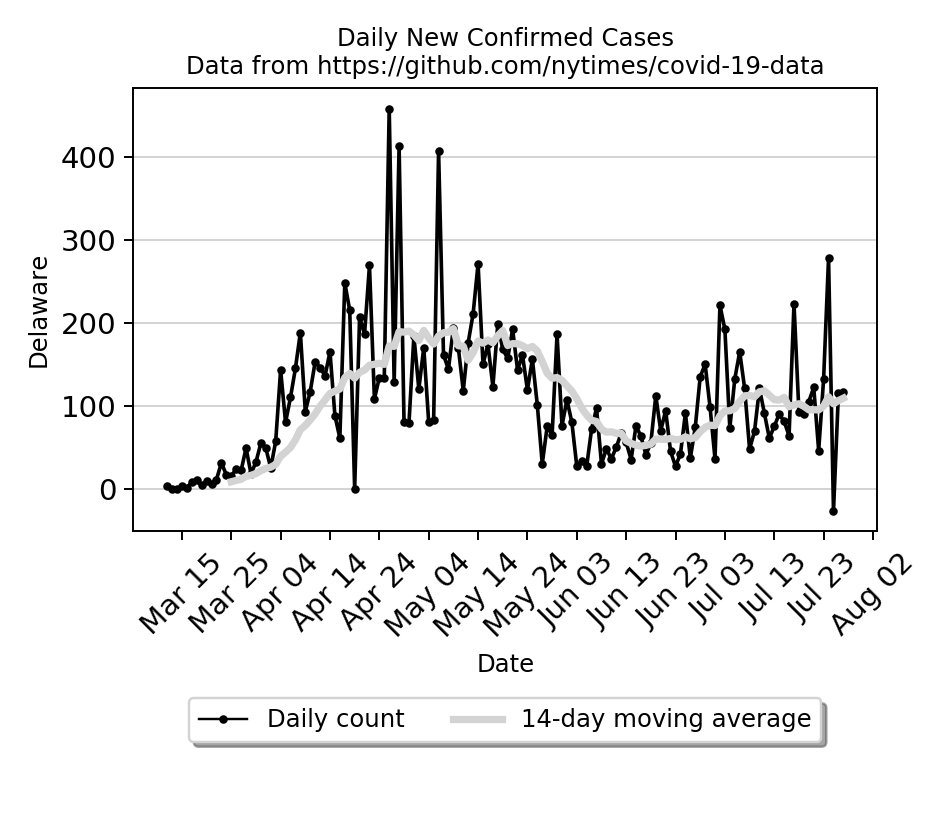 Daily New Confirmed Cases
Data from https://github.com/nytimes/covid-19-data
Delaware
400
300
200
100
0
Mar 15
Mar 25
Apr 04
Apr 14
Apr 24
May 04
May 14
May 24
Jun 03
Jun 13
Jun 23
Jul 03
Jul 13
Jul 23
Aug 02
Date
Daily count
14-day moving average